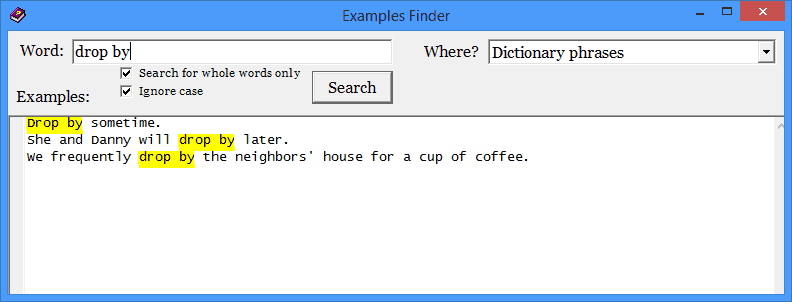 Examples Finder
Word: drop by
Where? Dictionary phrases
Search for whole words only
Ignore case
Search
Examples:
Drop by sometime.
She and Danny will drop by later.
We frequently drop by the neighbors' house for a cup of coffee.